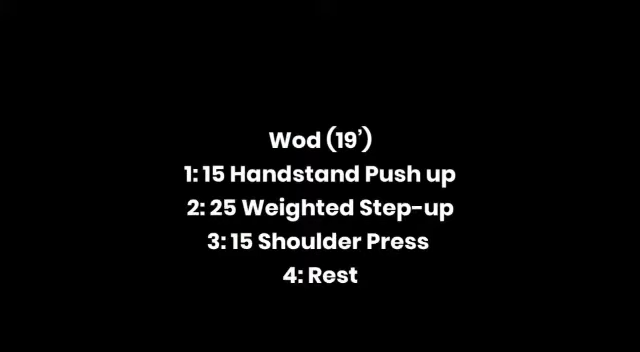 Wod (19’)
1: 15 Handstand Push up
2: 25 Weighted Step-up
3: 15 Shoulder Press
4: Rest